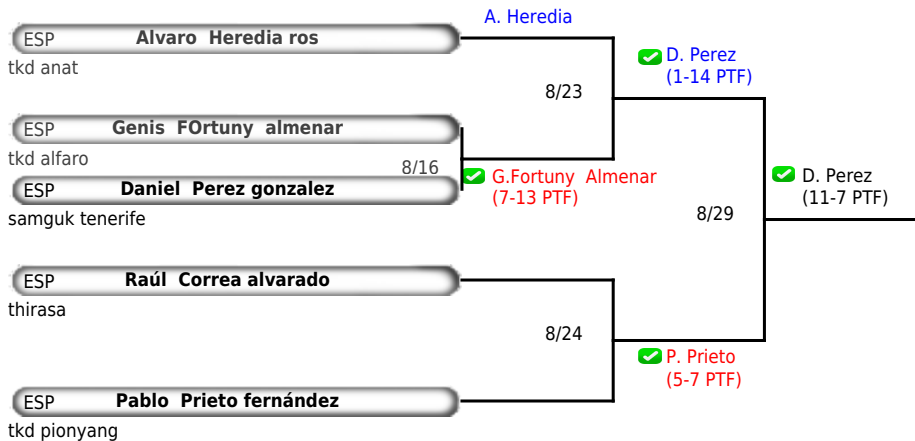 A. Heredia
ESP Alvaro Heredia ros
tkd anat
D. Perez
(1-14 PTF)
8/23
ESP Genis FOrtuny almenar
tkd alfaro
8/16
G.Fortuny Almenar
(7-13 PTF)
ESP Daniel Perez gonzalez
samguk tenerife
D. Perez
(11-7 PTF)
8/29
ESP Raúl Correa alvarado
thirasa
8/24
P. Prieto
(5-7 PTF)
ESP Pablo Prieto fernández
tkd pionyang